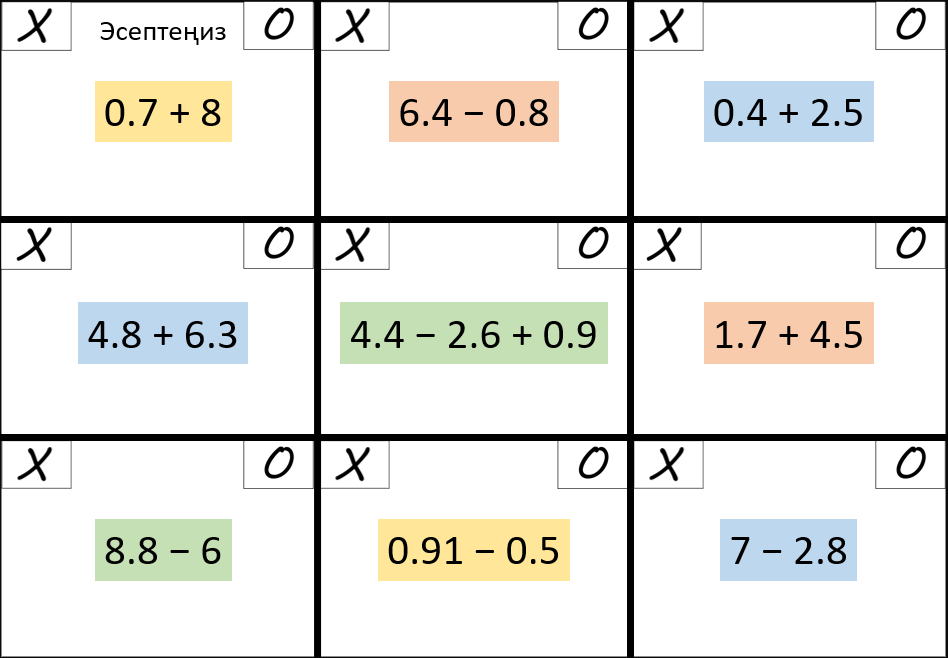 X Эсептеңиз O X O X O
0.7 + 8 6.4 − 0.8 0.4 + 2.5
X O X O X O
4.8 + 6.3 4.4 − 2.6 + 0.9 1.7 + 4.5
X O X O X O
8.8 − 6 0.91 − 0.5 7 − 2.8